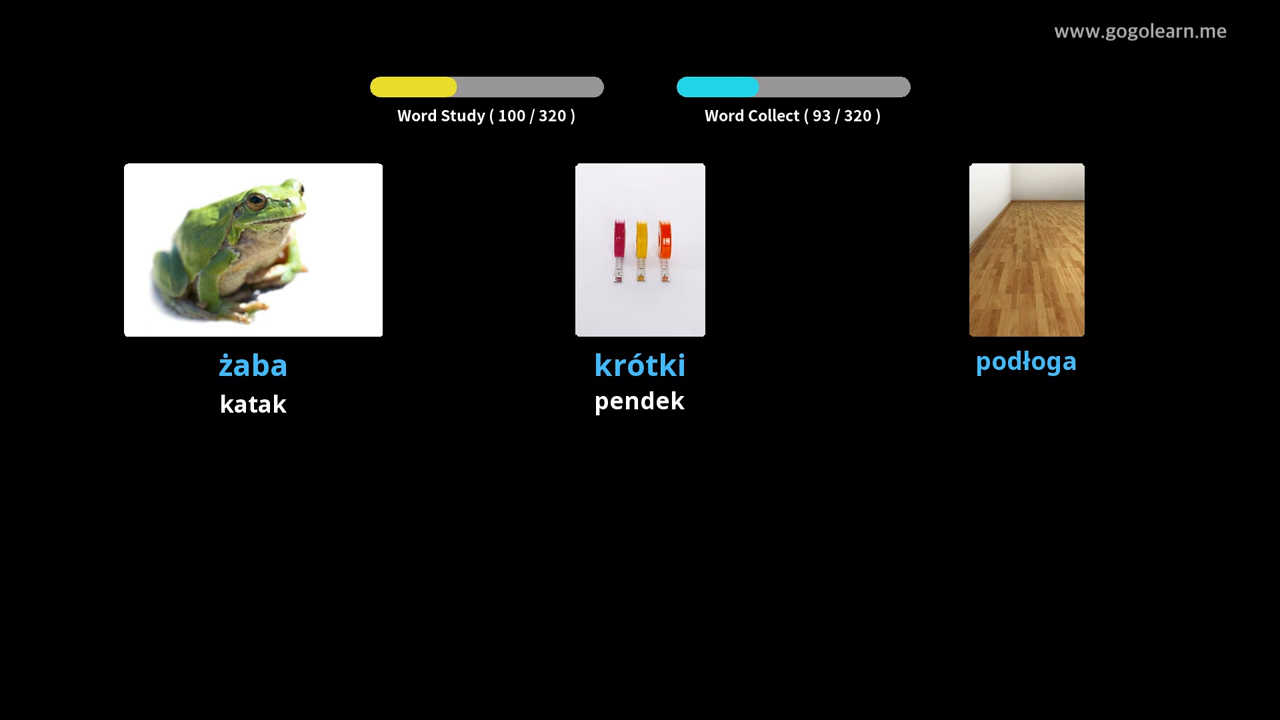 www.gogolearn.me
Word Study ( 100 / 320 )
Word Collect ( 93 / 320 )
żaba
katak
krótki
pendek
podłoga